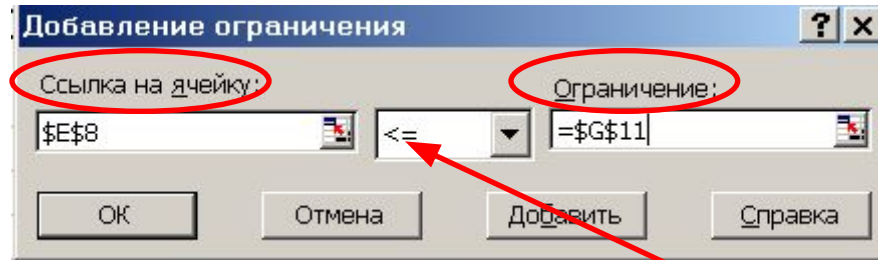 Добавление ограничения
Ссылка на ячейку: Ограничение:
$E$8 <= =$G$11
ОК Отмена Добавить Справка